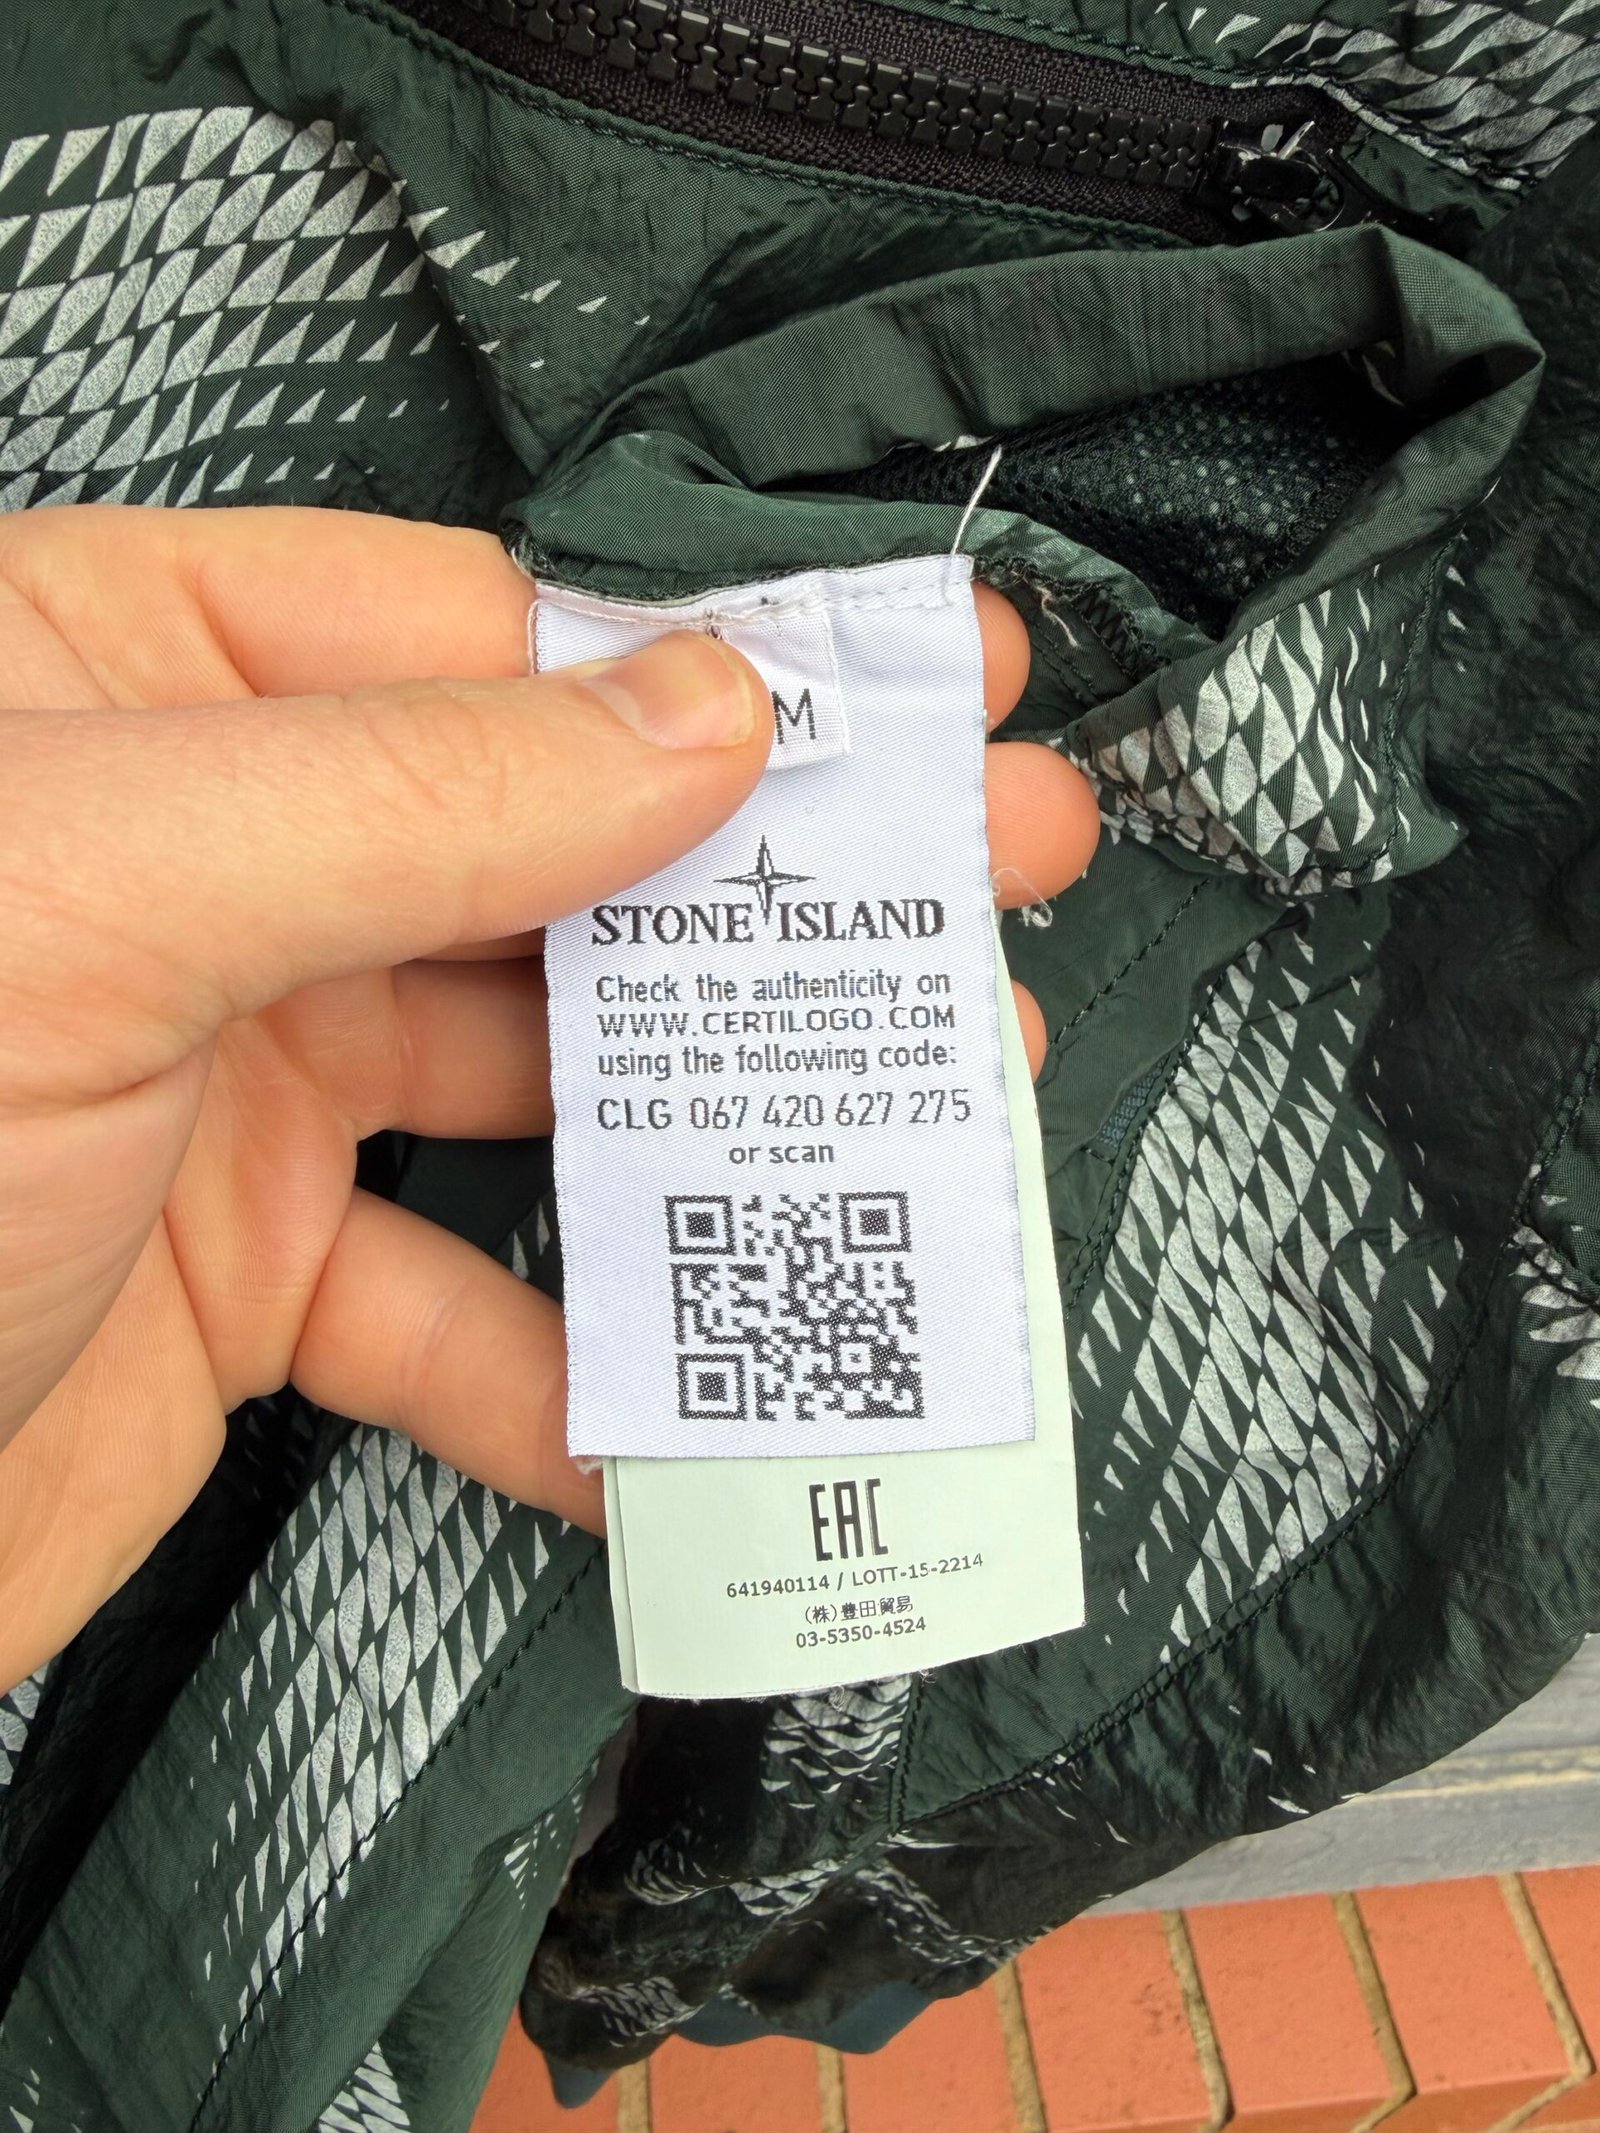 M
STONE ISLAND
Check the authenticity on
WWW.CERTILOGO.COM
using the following code:
CLG 067 420 627 275
or scan
EAC
641940114 / LOTT-15-2214
(株)豊田貿易
03-5350-4524